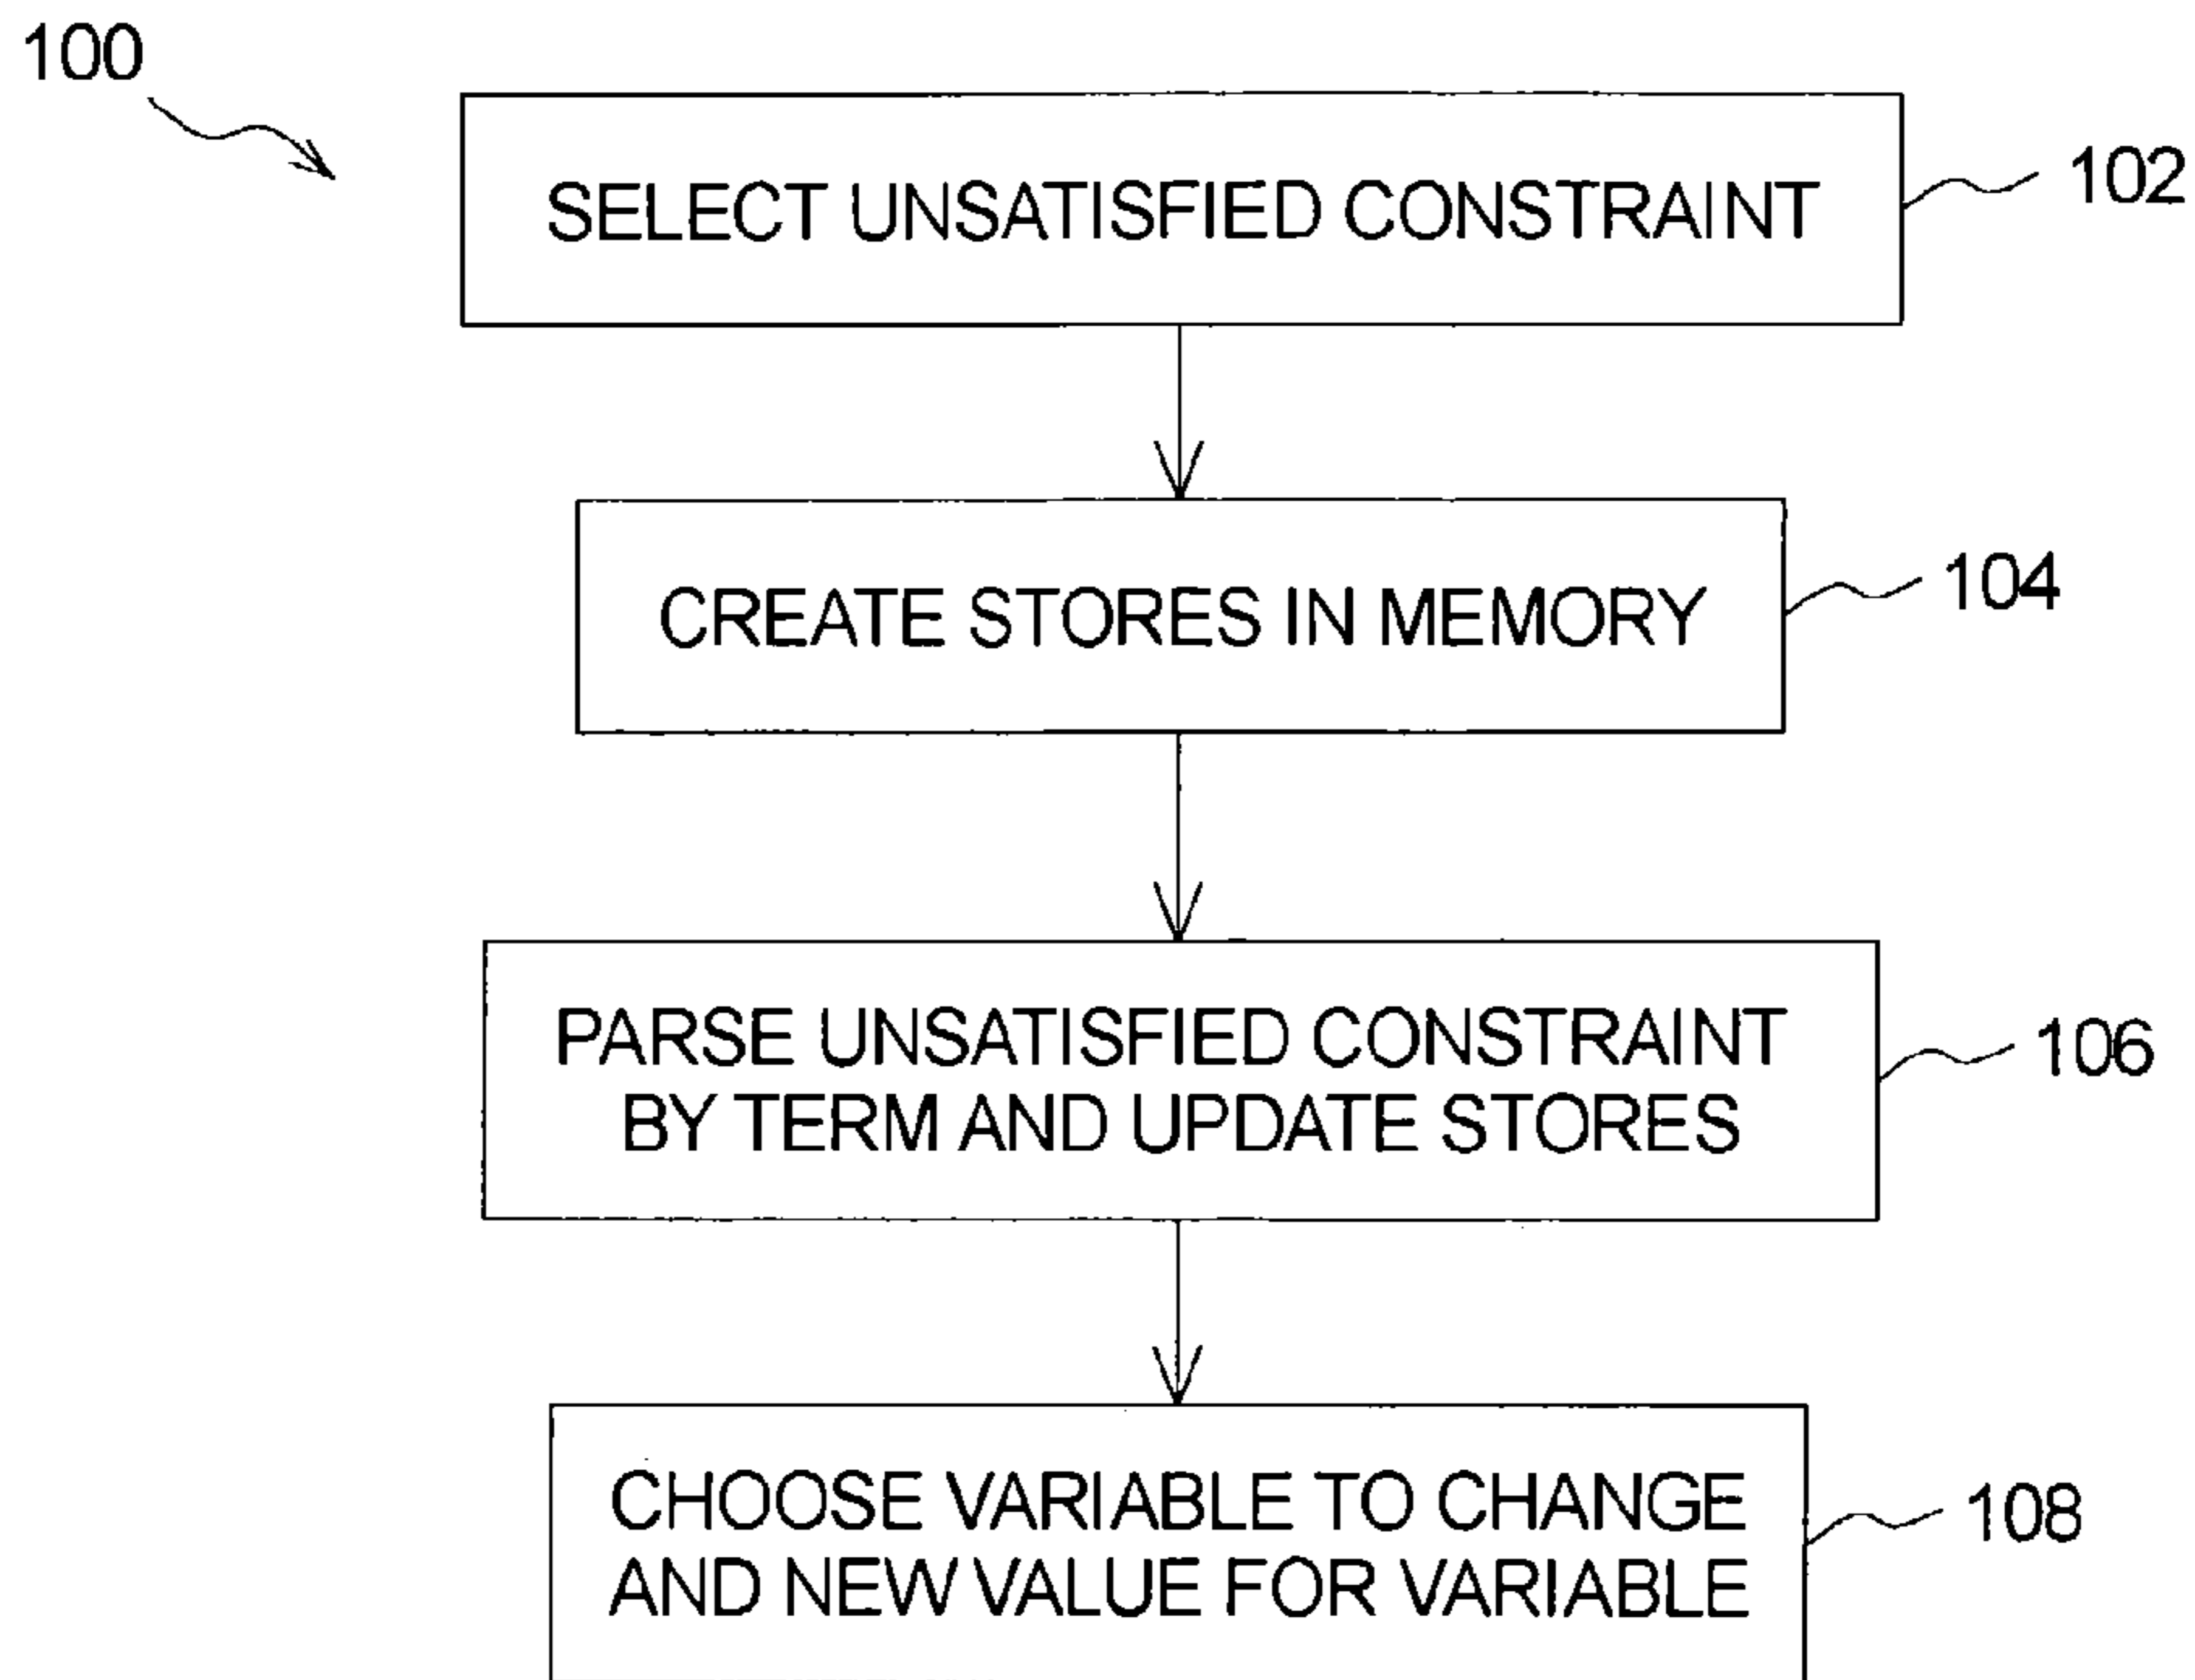 100
SELECT UNSATISFIED CONSTRAINT
102
CREATE STORES IN MEMORY
104
PARSE UNSATISFIED CONSTRAINT
BY TERM AND UPDATE STORES
106
CHOOSE VARIABLE TO CHANGE
AND NEW VALUE FOR VARIABLE
108